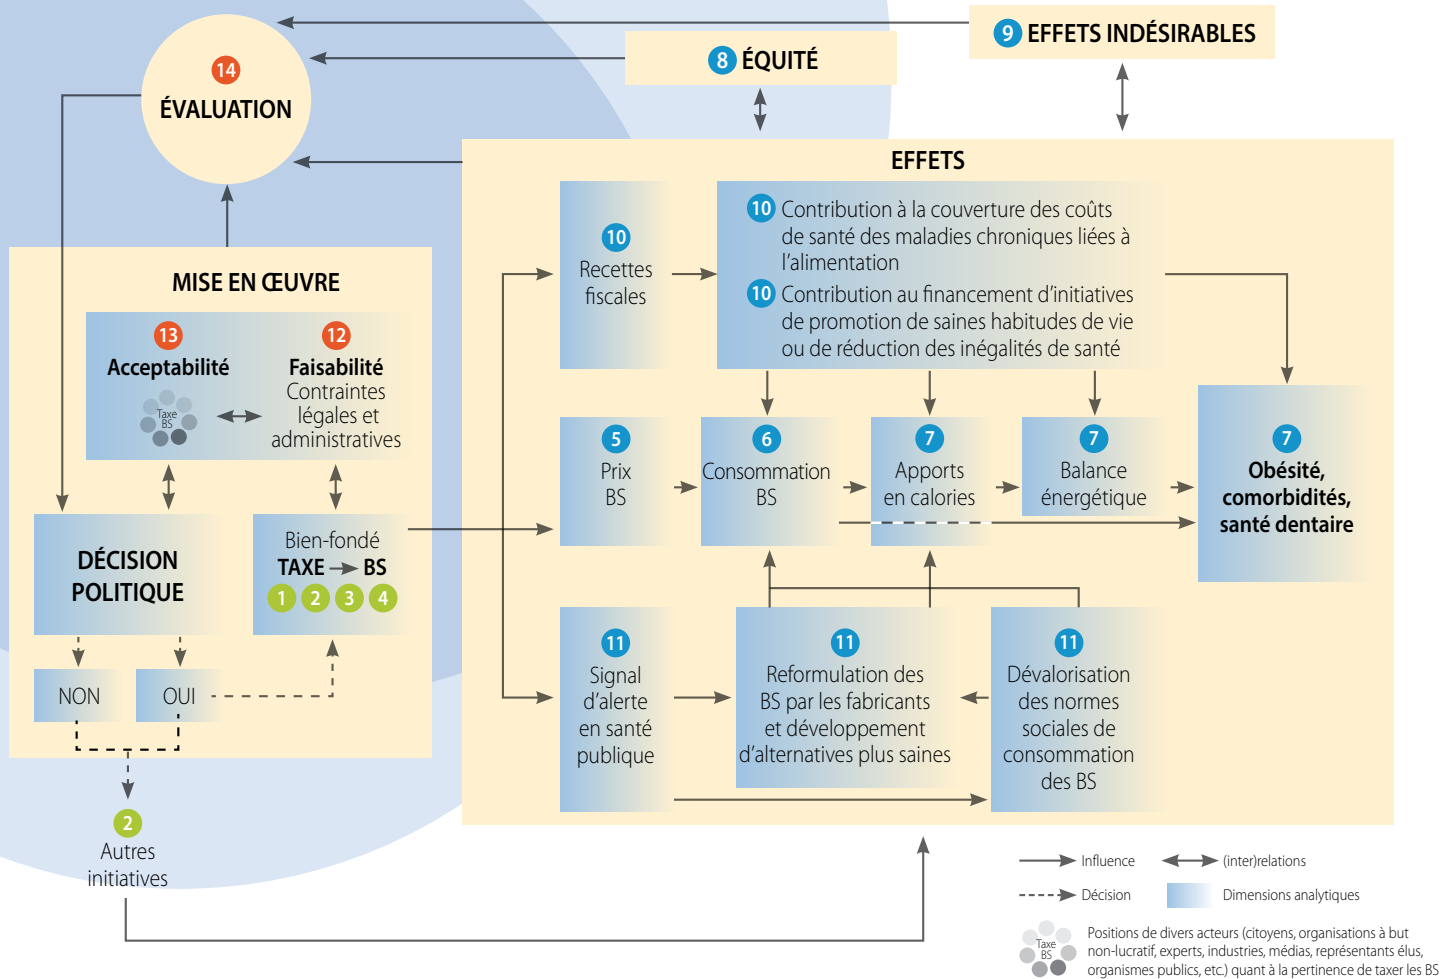 9 EFFETS INDÉSIRABLES
8 ÉQUITÉ
14
ÉVALUATION
MISE EN ŒUVRE
13
Acceptabilité
Taxe
BS
12
Faisabilité
Contraintes
légales et
administratives
DÉCISION
POLITIQUE
Bien-fondé
TAXE BS
1 2 3 4
NON
OUI
2
Autres
initiatives
EFFETS
10
Recettes
fiscales
10 Contribution à la couverture des coûts
de santé des maladies chroniques liées à
l’alimentation
10 Contribution au financement d’initiatives
de promotion de saines habitudes de vie
ou de réduction des inégalités de santé
5
Prix
BS
6
Consommation
BS
7
Apports
en calories
7
Balance
énergétique
7
Obésité,
comorbidités,
santé dentaire
11
Signal
d’alerte
en santé
publique
11
Reformulation des
BS par les fabricants
et développement
d’alternatives plus saines
11
Dévalorisation
des normes
sociales de
consommation
des BS
Influence
(inter)relations
Décision
Dimensions analytiques
Taxe
BS
Positions de divers acteurs (citoyens, organisations à but
non-lucratif, experts, industries, médias, représentants élus,
organismes publics, etc.) quant à la pertinence de taxer les BS